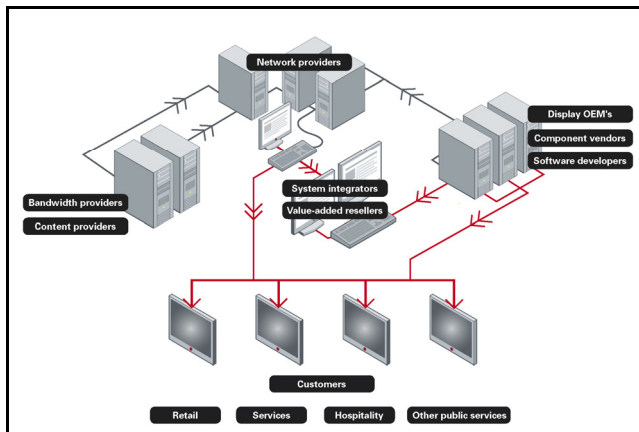 Network providers
Display OEM's
Component vendors
Software developers
System integrators
Value-added resellers
Bandwidth providers
Content providers
Customers
Retail
Services
Hospitality
Other public services